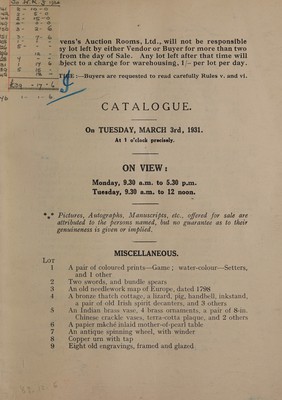 vens's Auction Rooms, Ltd., will not be responsible
ny lot left by either Vendor or Buyer for more than two
from the day of Sale. Any lot left after that time will
bject to a charge for warehousing, 1/- per lot per day.
:—Buyers are requested to read carefully Rules v. and vi.
CATALOGUE.
On TUESDAY, MARCH 3rd, 1931.
At 1 o'clock precisely.
ON VIEW:
Monday, 9.30 a.m. to 5.30 p.m.
Tuesday, 9.30 a.m. to 12 noon.
*** Pictures, Autographs, Manuscripts, etc., offered for sale are
attributed to the persons named, but no guarantee as to their
genuineness is given or implied.
MISCELLANEOUS.
Lot
1 A pair of coloured prints—Game; water-colour—Setters,
and 1 other
2 Two swords, and bundle spears
3 An old needlework map of Europe, dated 1798
4 A bronze thatch cottage, a lizard, pig, handbell, inkstand,
a pair of old Irish spirit decanters, and 3 others
5 An Indian brass vase, 4 brass ornaments, a pair of 8-in.
Chinese crackle vases, terra-cotta plaque, and 2 others
6 A papier mâché inlaid mother-of-pearl table
7 An antique spinning wheel, with winder
8 Copper urn with tap
9 Eight old engravings, framed and glazed